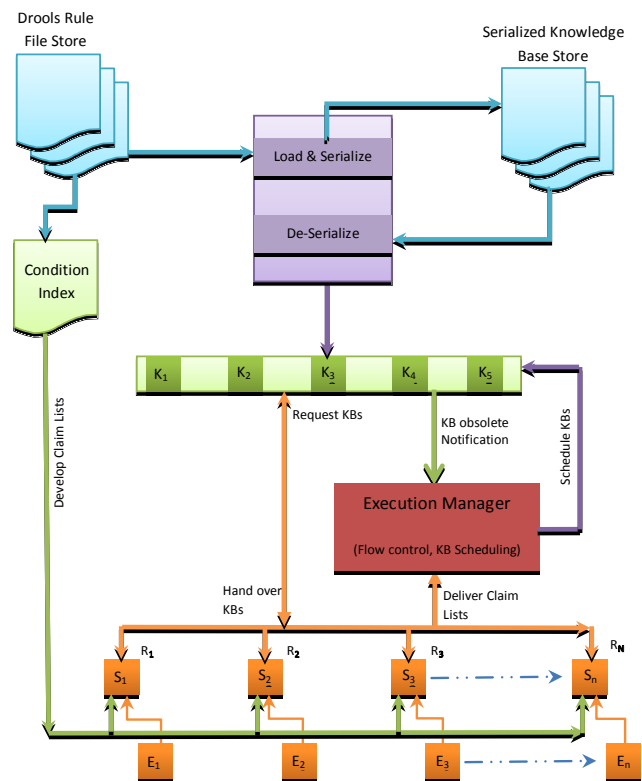 Drools Rule
File Store
Serialized Knowledge
Base Store
Load & Serialize
De-Serialize
Condition
Index
K1 K2 K3 K4 K5
Request KBs
KB obsolete
Notification
Schedule KBs
Develop Claim Lists
Execution Manager
(Flow control, KB Scheduling)
Hand over
KBs
Deliver Claim
Lists
R1 R2 R3 RN
S1 S2 S3 Sn
E1 E2 E3 En